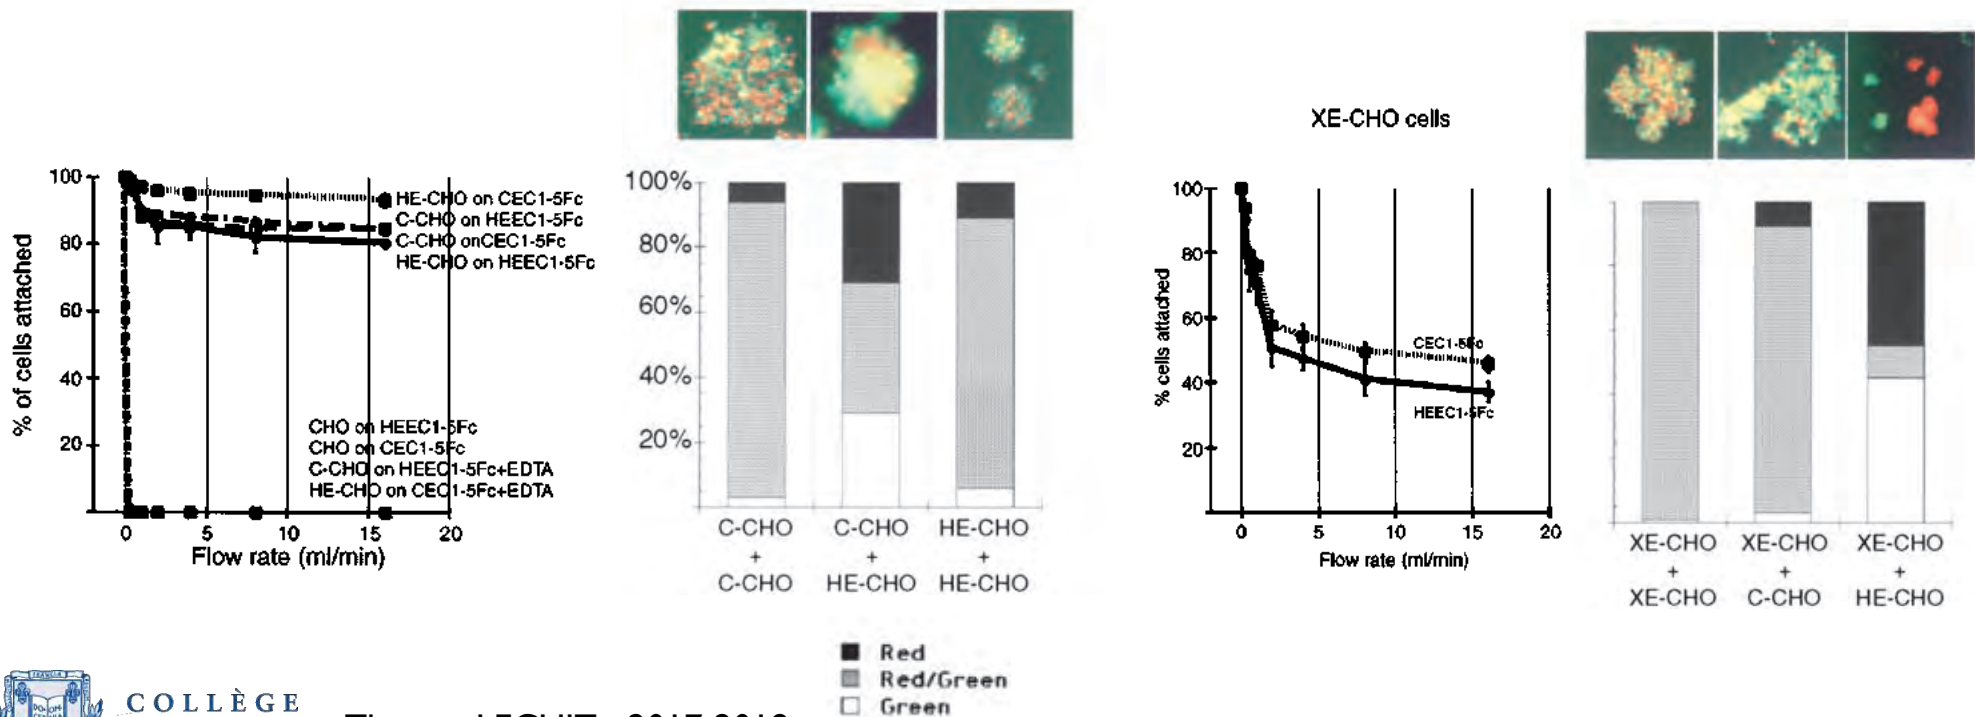 % of cells attached
100
80
60
40
20
HE-CHO on CEC1-5Fc
C-CHO on HEEC1-5Fc
C-CHO onCEC1-5Fc
HE-CHO on HEEC1-5Fc
CHO on HEEC1-5Fc
CHO on CEC1-5Fc
C-CHO on HEEC1-5Fc+EDTA
HE-CHO on CEC1-5Fc+EDTA
0 5 10 15 20
Flow rate (ml/min)
100%
80%
60%
40%
20%
C-CHO C-CHO HE-CHO
+ + +
C-CHO HE-CHO HE-CHO
Red
Red/Green
Green
XE-CHO cells
% cells attached
100
80
60
40
20
CEC1-5Fc
HEEC1-5Fc
0 5 10 15 20
Flow rate (ml/min)
XE-CHO XE-CHO XE-CHO
+ + +
XE-CHO C-CHO HE-CHO
COLLÈGE